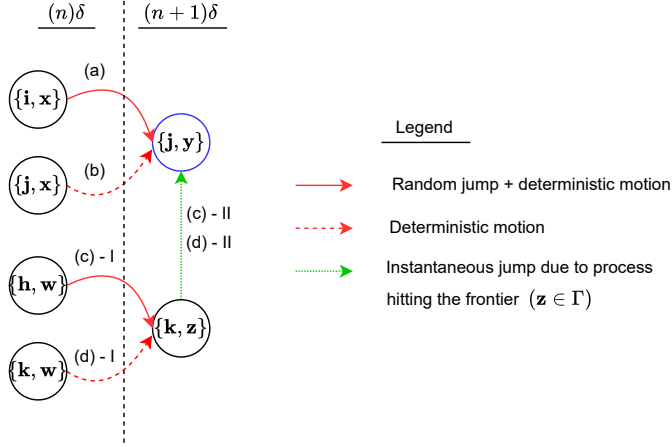 (n)δ
(n + 1)δ
(a)
{i, x}
{j, y}
(b)
{j, x}
(c) - II
(d) - II
(c) - I
{h, w}
{k, z}
(d) - I
{k, w}
Legend
Random jump + deterministic motion
Deterministic motion
Instantaneous jump due to process
hitting the frontier (z ∈ Γ)